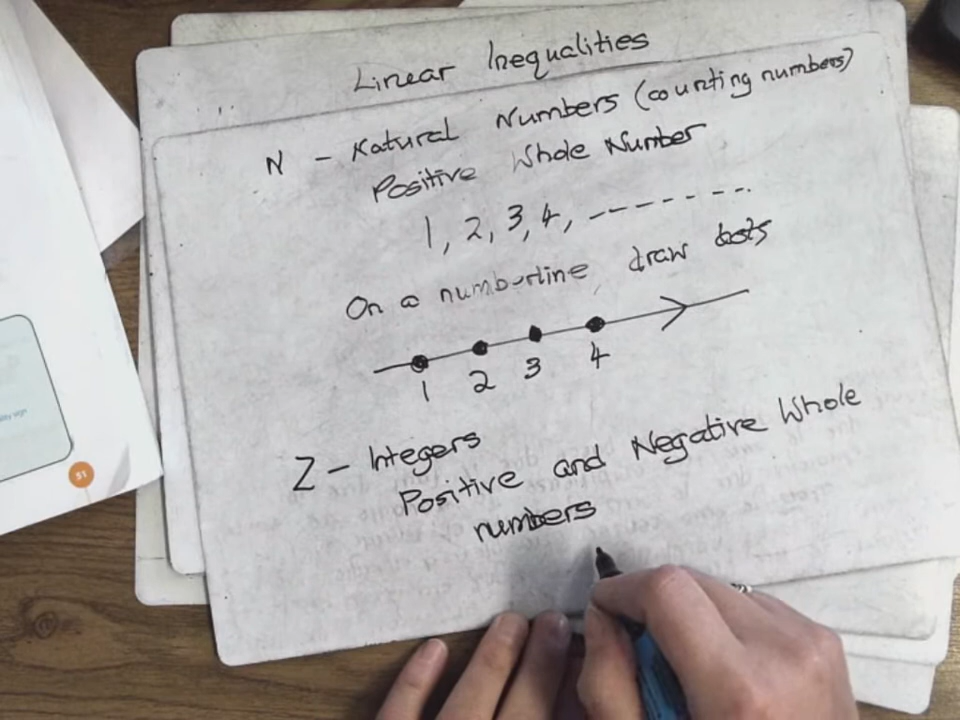 Linear Inequalities
N - Natural Numbers (counting numbers)
Positive Whole Number
1, 2, 3, 4, -------.
On a numberline, draw dots
1 2 3 4
Z - Integers
Positive and Negative Whole
numbers
51